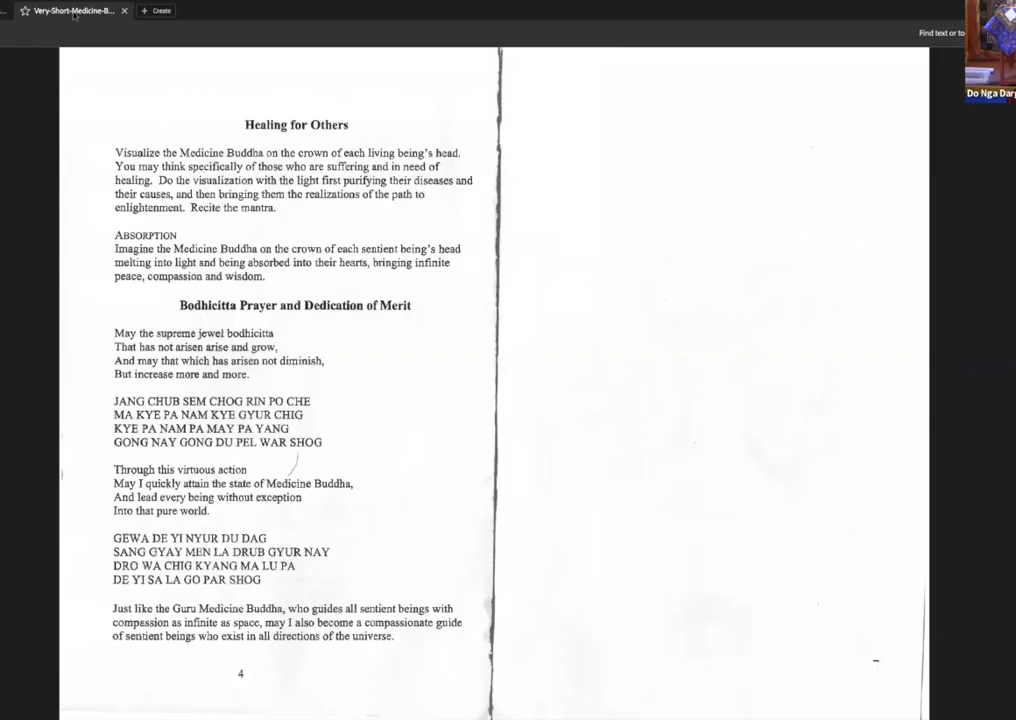 Very-Short-Medicine-B...
Create
Find text or to
Do Nga Darg
Healing for Others
Visualize the Medicine Buddha on the crown of each living being's head.
You may think specifically of those who are suffering and in need of
healing. Do the visualization with the light first purifying their diseases and
their causes, and then bringing them the realizations of the path to
enlightenment. Recite the mantra.
ABSORPTION
Imagine the Medicine Buddha on the crown of each sentient being's head
melting into light and being absorbed into their hearts, bringing infinite
peace, compassion and wisdom.
Bodhicitta Prayer and Dedication of Merit
May the supreme jewel bodhicitta
That has not arisen arise and grow,
And may that which has arisen not diminish,
But increase more and more.
JANG CHUB SEM CHOG RIN PO CHE
MA KYE PA NAM KYE GYUR CHIG
KYE PA NAM PA MAY PA YANG
GONG NAY GONG DU PEL WAR SHOG
Through this virtuous action
May I quickly attain the state of Medicine Buddha,
And lead every being without exception
Into that pure world.
GEWA DE YI NYUR DU DAG
SANG GYAY MEN LA DRUB GYUR NAY
DRO WA CHIG KYANG MA LU PA
DE YI SA LA GO PAR SHOG
Just like the Guru Medicine Buddha, who guides all sentient beings with
compassion as infinite as space, may I also become a compassionate guide
of sentient beings who exist in all directions of the universe.
4